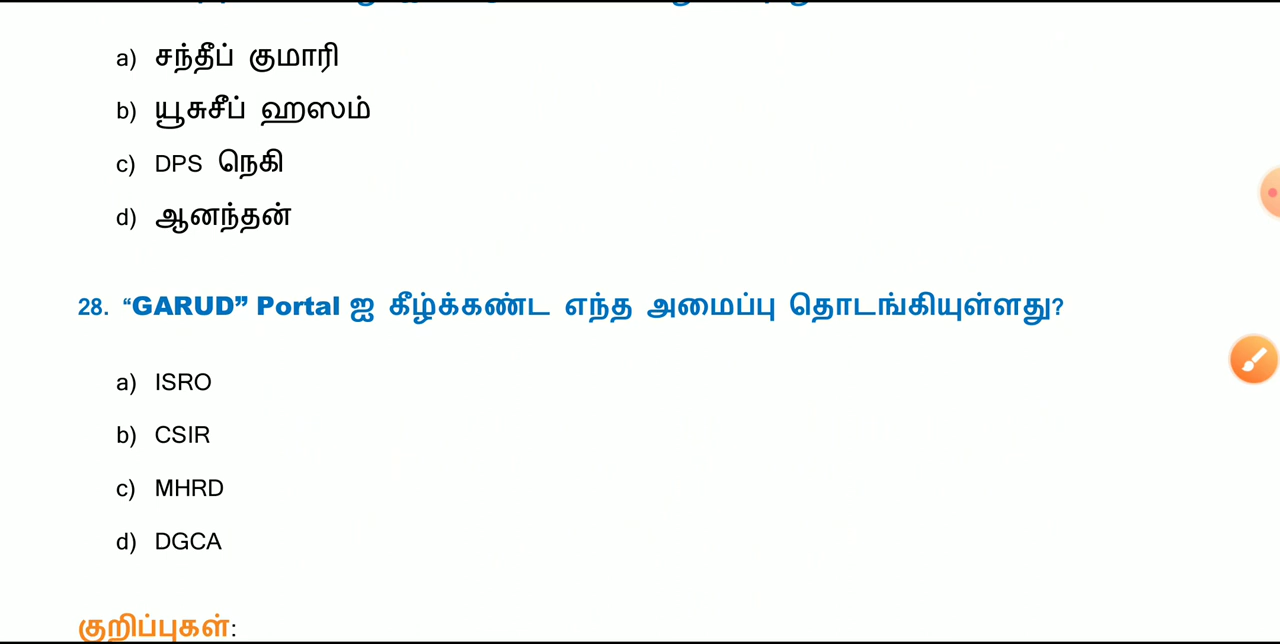 a) சந்தீப் குமாரி
b) யூசுசீப் ஹஸம்
c) DPS நெகி
d) ஆனந்தன்
28. “GARUD” Portal ஐ கீழ்க்கண்ட எந்த அமைப்பு தொடங்கியுள்ளது?
a) ISRO
b) CSIR
c) MHRD
d) DGCA
குறிப்புகள்: